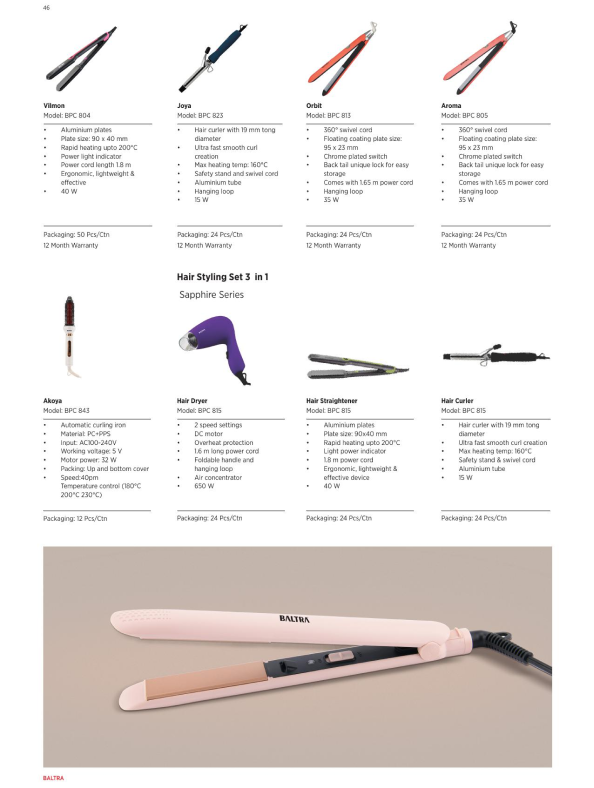 46
Vilmon
Model: BPC 804
• Aluminium plates
• Plate size: 90 x 40 mm
• Rapid heating upto 200°C
• Power light indicator
• Power cord length 1.8 m
• Ergonomic, lightweight &
effective
• 40 W
Packaging: 50 Pcs/Ctn
12 Month Warranty
Joya
Model: BPC 823
• Hair curler with 19 mm tong
diameter
• Ultra fast smooth curl
creation
• Max heating temp: 160°C
• Safety stand and swivel cord
• Aluminium tube
• Hanging loop
• 15 W
Packaging: 24 Pcs/Ctn
12 Month Warranty
Orbit
Model: BPC 813
• 360° swivel cord
• Floating coating plate size:
95 x 23 mm
• Chrome plated switch
• Back tail unique lock for easy
storage
• Comes with 1.65 m power cord
• Hanging loop
• 35 W
Packaging: 24 Pcs/Ctn
12 Month Warranty
Aroma
Model: BPC 805
• 360° swivel cord
• Floating coating plate size:
95 x 23 mm
• Chrome plated switch
• Back tail unique lock for easy
storage
• Comes with 1.65 m power cord
• Hanging loop
• 35 W
Packaging: 24 Pcs/Ctn
12 Month Warranty
Hair Styling Set 3 in 1
Sapphire Series
Akoya
Model: BPC 843
• Automatic curling iron
• Material: PC+PPS
• Input: AC100-240V
• Working voltage: 5 V
• Motor power: 32 W
• Packing: Up and bottom cover
• Speed:40pm
Temperature control (180°C
200°C 230°C)
Packaging: 12 Pcs/Ctn
Hair Dryer
Model: BPC 815
• 2 speed settings
• DC motor
• Overheat protection
• 1.6 m long power cord
• Foldable handle and
hanging loop
• Air concentrator
• 650 W
Packaging: 24 Pcs/Ctn
Hair Straightener
Model: BPC 815
• Aluminium plates
• Plate size: 90x40 mm
• Rapid heating upto 200°C
• Light power indicator
• 1.8 m power cord
• Ergonomic, lightweight &
effective device
• 40 W
Packaging: 24 Pcs/Ctn
Hair Curler
Model: BPC 815
• Hair curler with 19 mm tong
diameter
• Ultra fast smooth curl creation
• Max heating temp: 160°C
• Safety stand & swivel cord
• Aluminium tube
• 15 W
Packaging: 24 Pcs/Ctn
BALTRA
BALTRA